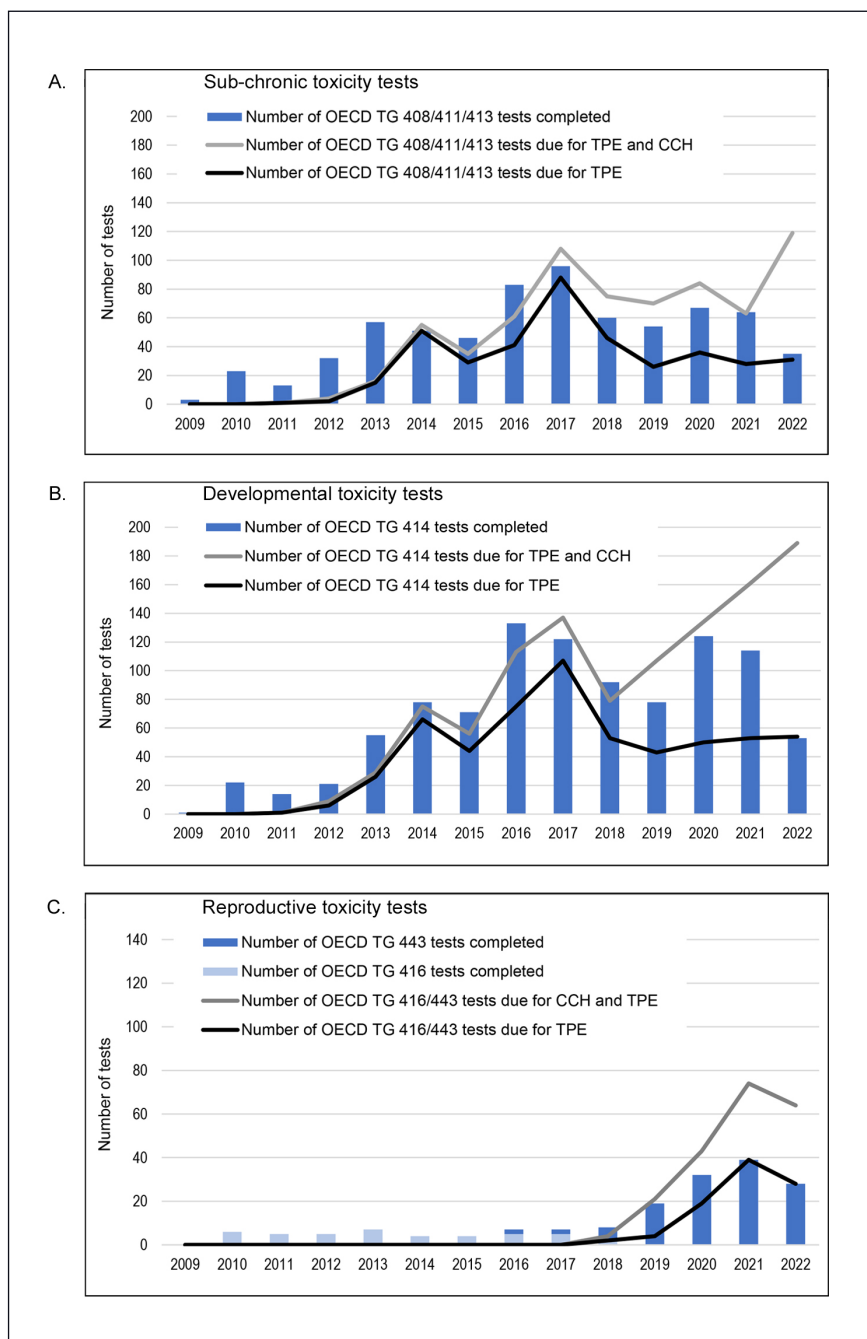 A.
Sub-chronic toxicity tests
200
180
160
140
120
100
80
60
40
20
0
Number of tests
Number of OECD TG 408/411/413 tests completed
Number of OECD TG 408/411/413 tests due for TPE and CCH
Number of OECD TG 408/411/413 tests due for TPE
2009 2010 2011 2012 2013 2014 2015 2016 2017 2018 2019 2020 2021 2022
B.
Developmental toxicity tests
200
180
160
140
120
100
80
60
40
20
0
Number of tests
Number of OECD TG 414 tests completed
Number of OECD TG 414 tests due for TPE and CCH
Number of OECD TG 414 tests due for TPE
2009 2010 2011 2012 2013 2014 2015 2016 2017 2018 2019 2020 2021 2022
C.
Reproductive toxicity tests
140
120
100
80
60
40
20
0
Number of tests
Number of OECD TG 443 tests completed
Number of OECD TG 416 tests completed
Number of OECD TG 416/443 tests due for CCH and TPE
Number of OECD TG 416/443 tests due for TPE
2009 2010 2011 2012 2013 2014 2015 2016 2017 2018 2019 2020 2021 2022